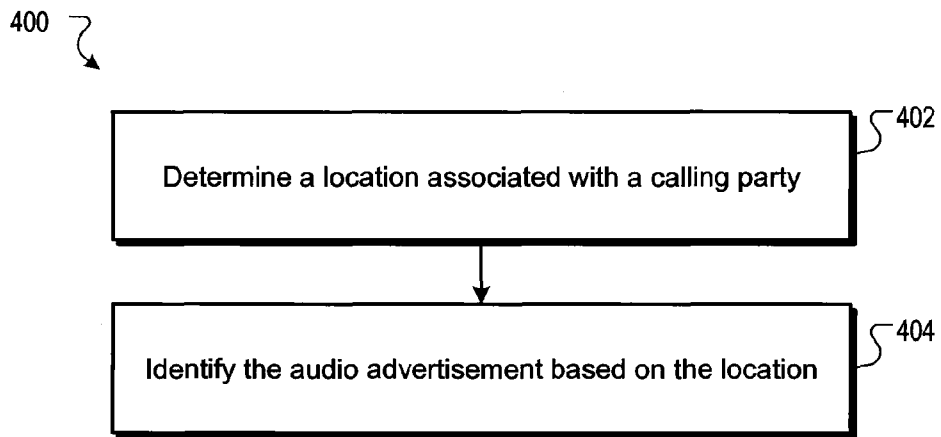 400
402
Determine a location associated with a calling party
404
Identify the audio advertisement based on the location